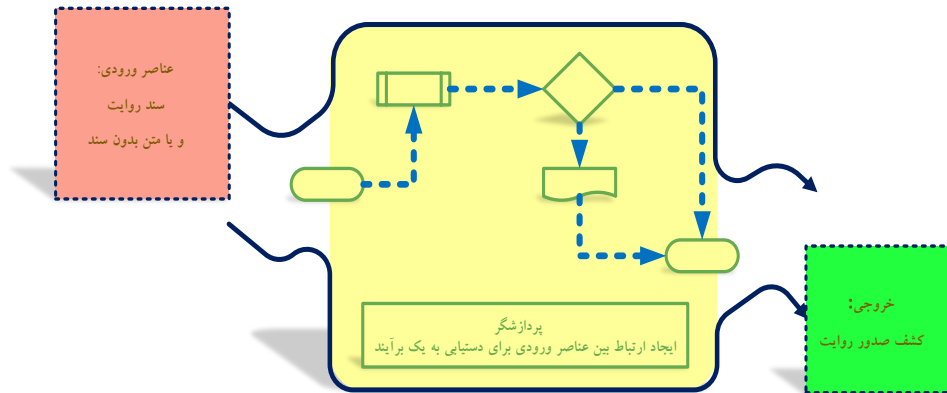 عناصر ورودی:
سند روایت
و یا متن بدون سند
پردازشگر
ایجاد ارتباط بین عناصر ورودی برای دستیابی به یک برآیند
خروجی:
کشف صدور روایت